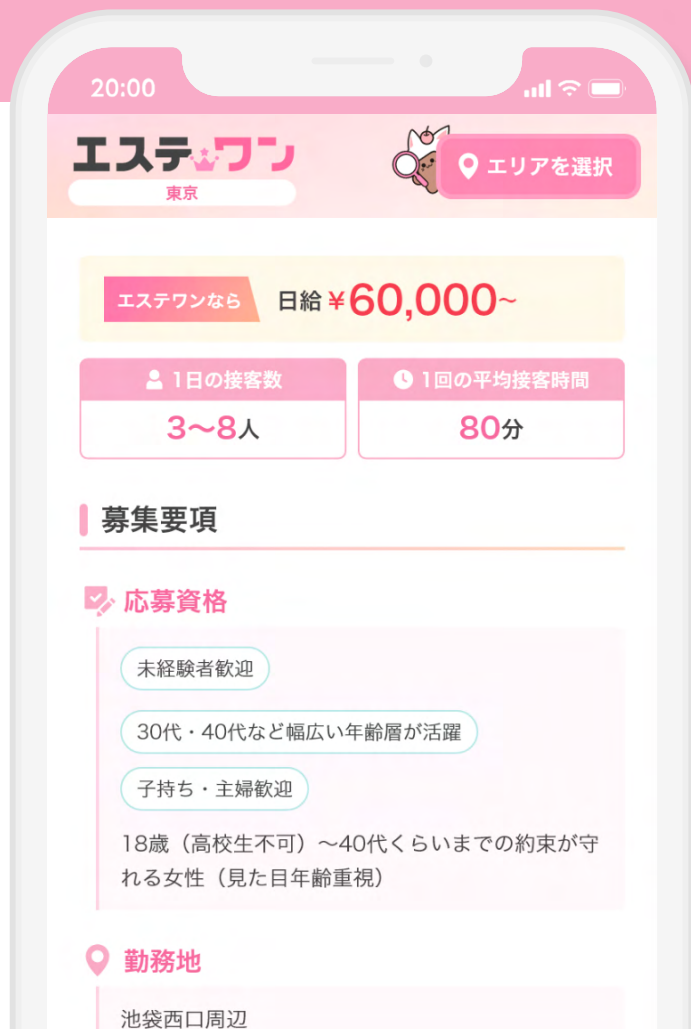 20:00
エステワン
東京
エリアを選択
エステワンなら 日給¥60,000~
1日の接客数
3〜8人
1回の平均接客時間
80分
募集要項
応募資格
未経験者歓迎
30代・40代など幅広い年齢層が活躍
子持ち・主婦歓迎
18歳（高校生不可）〜40代くらいまでの約束が守
れる女性（見た目年齢重視）
勤務地
池袋西口周辺